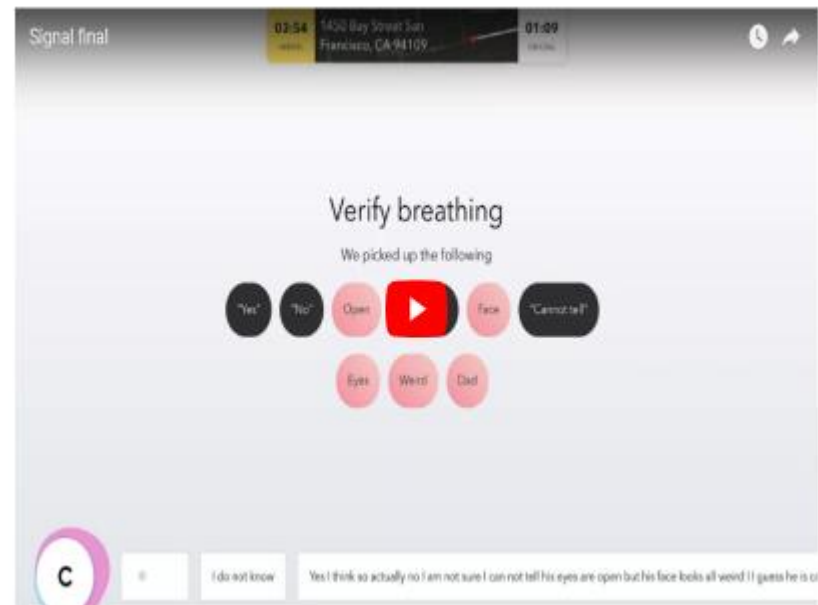 Signal final
02:54
1450 Bay Street San
Francisco, CA 94109
01:09
Verify breathing
We picked up the following
"Yes"
"No"
Open
Face
"Cannot tell"
Eyes
Weird
Dad
C
I do not know
Yes I think so actually no I am not sure I can not tell his eyes are open but his face looks all weird I I guess he is